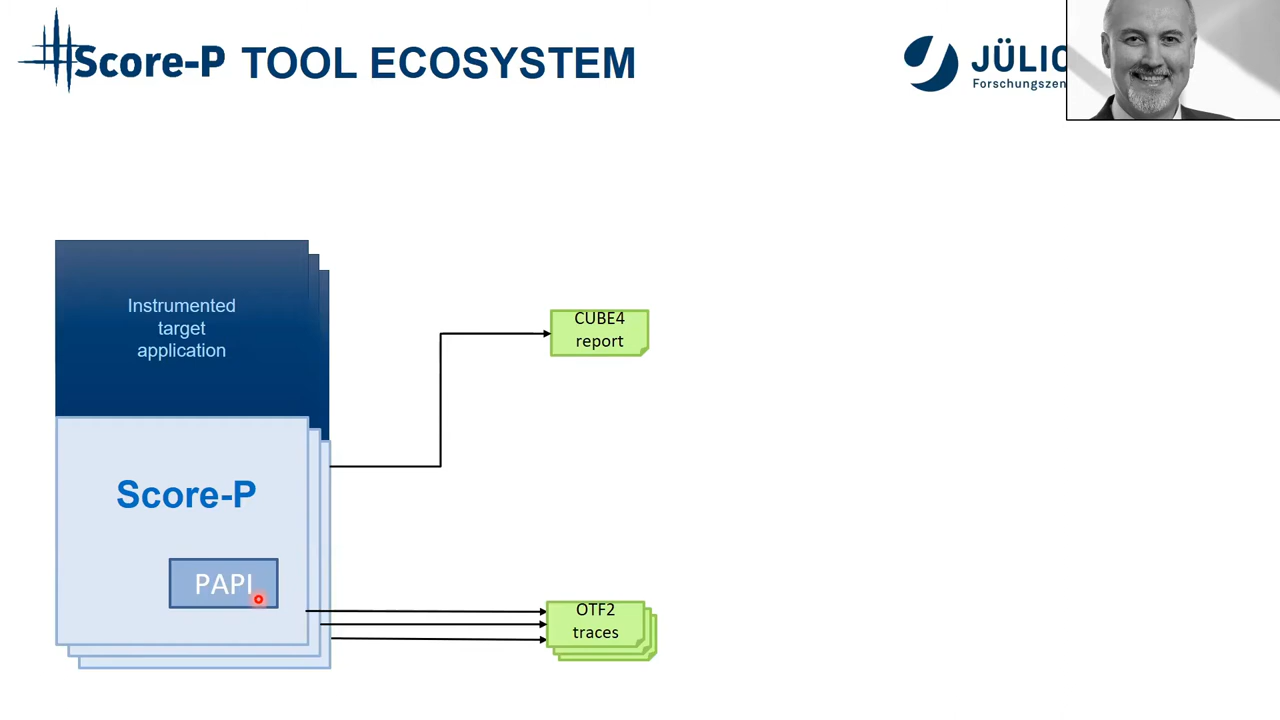 Score-P TOOL ECOSYSTEM
JÜLIC
Forschungszen
Instrumented
target
application
CUBE4
report
Score-P
PAPI
OTF2
traces